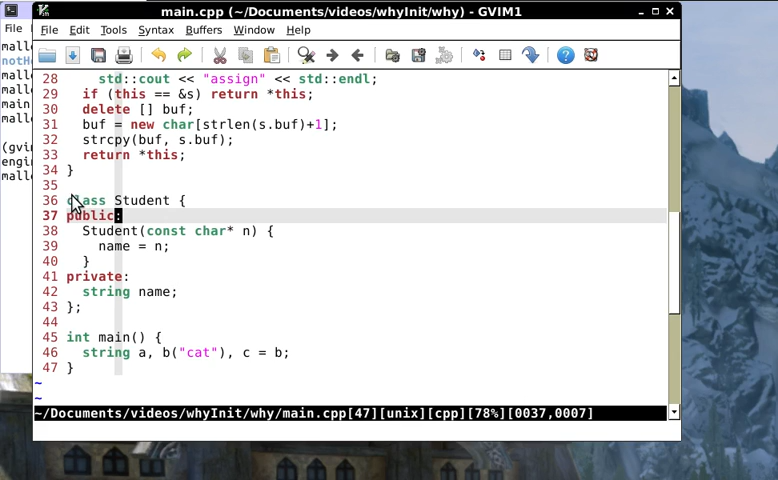 main.cpp (~/Documents/videos/whyInit/why) - GVIM1
File
File Edit Tools Syntax Buffers Window Help
mall
notH
mall
mall
main
mall
(gvi
engi
mall
28 std::cout << "assign" << std::endl;
29 if (this == &s) return *this;
30 delete [] buf;
31 buf = new char[strlen(s.buf)+1];
32 strcpy(buf, s.buf);
33 return *this;
34 }
35
36 class Student {
37 public:
38 Student(const char* n) {
39 name = n;
40 }
41 private:
42 string name;
43 };
44
45 int main() {
46 string a, b("cat"), c = b;
47 }
~
~
~/Documents/videos/whyInit/why/main.cpp[47][unix][cpp][78%][0037,0007]